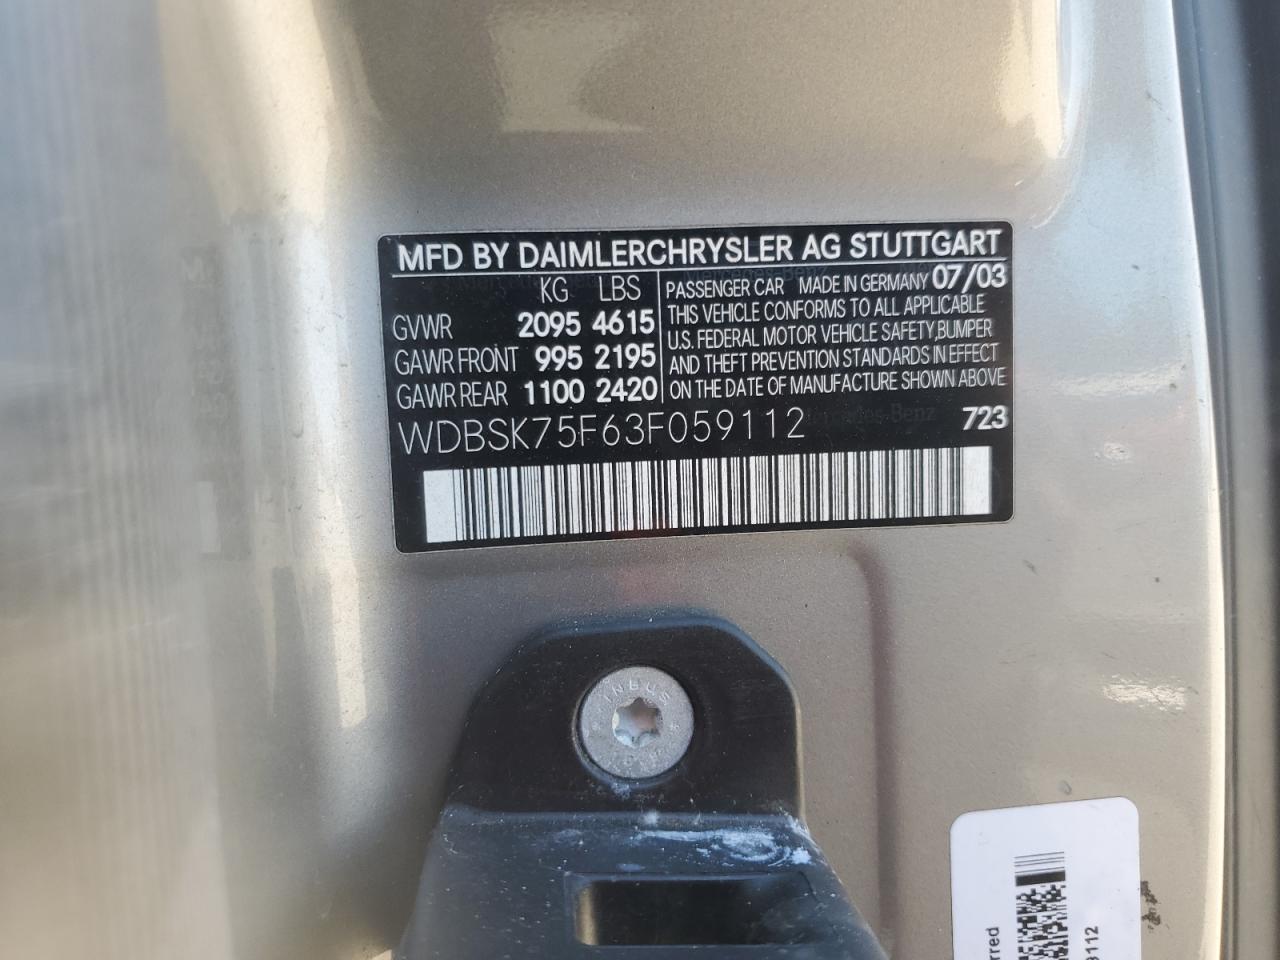 MFD BY DAIMLERCHRYSLER AG STUTTGART
KG LBS
GVWR 2095 4615
GAWR FRONT 995 2195
GAWR REAR 1100 2420
PASSENGER CAR MADE IN GERMANY 07/03
THIS VEHICLE CONFORMS TO ALL APPLICABLE
U.S. FEDERAL MOTOR VEHICLE SAFETY, BUMPER
AND THEFT PREVENTION STANDARDS IN EFFECT
ON THE DATE OF MANUFACTURE SHOWN ABOVE
WDBSK75F63F059112 723
Mercedes-Benz
INBUS